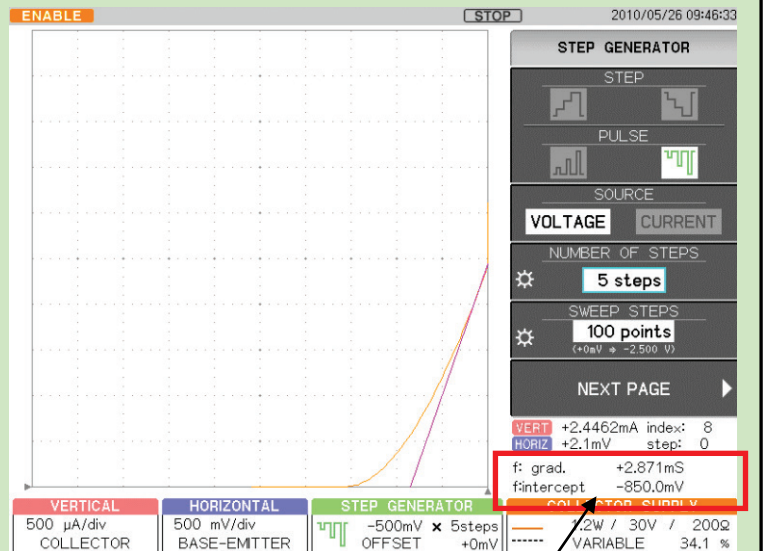 ENABLE STOP 2010/05/26 09:46:33
STEP GENERATOR
STEP
PULSE
SOURCE
VOLTAGE CURRENT
NUMBER OF STEPS
5 steps
SWEEP STEPS
100 points
(+0mV ⇒ -2.500 V)
NEXT PAGE
VERT +2.4462mA index: 8
HORIZ +2.1mV step: 0
f: grad. +2.871mS
f:intercept -850.0mV
VERTICAL HORIZONTAL STEP GENERATOR COLLECTOR SUPPLY
500 µA/div 500 mV/div -500mV × 5steps 1.2W / 30V / 200Ω
COLLECTOR BASE-EMITTER OFFSET +0mV VARIABLE 34.1 %